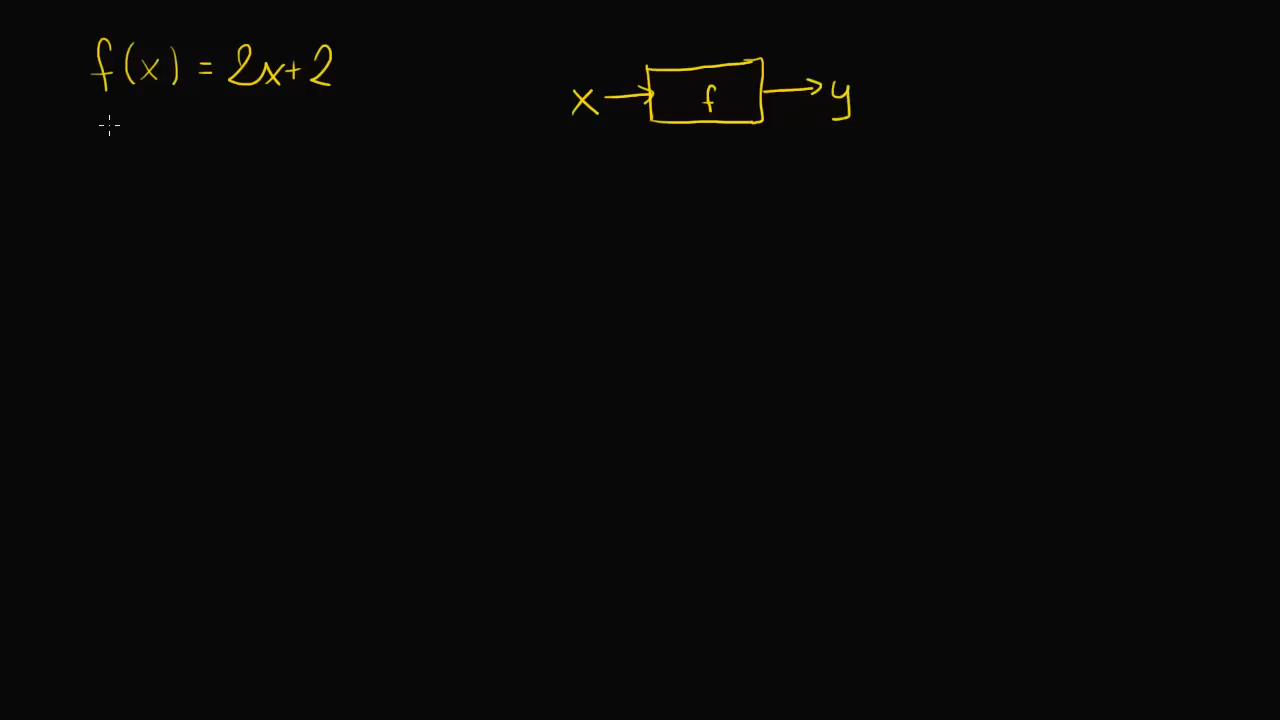 f(x) = 2x+2
x → f → y